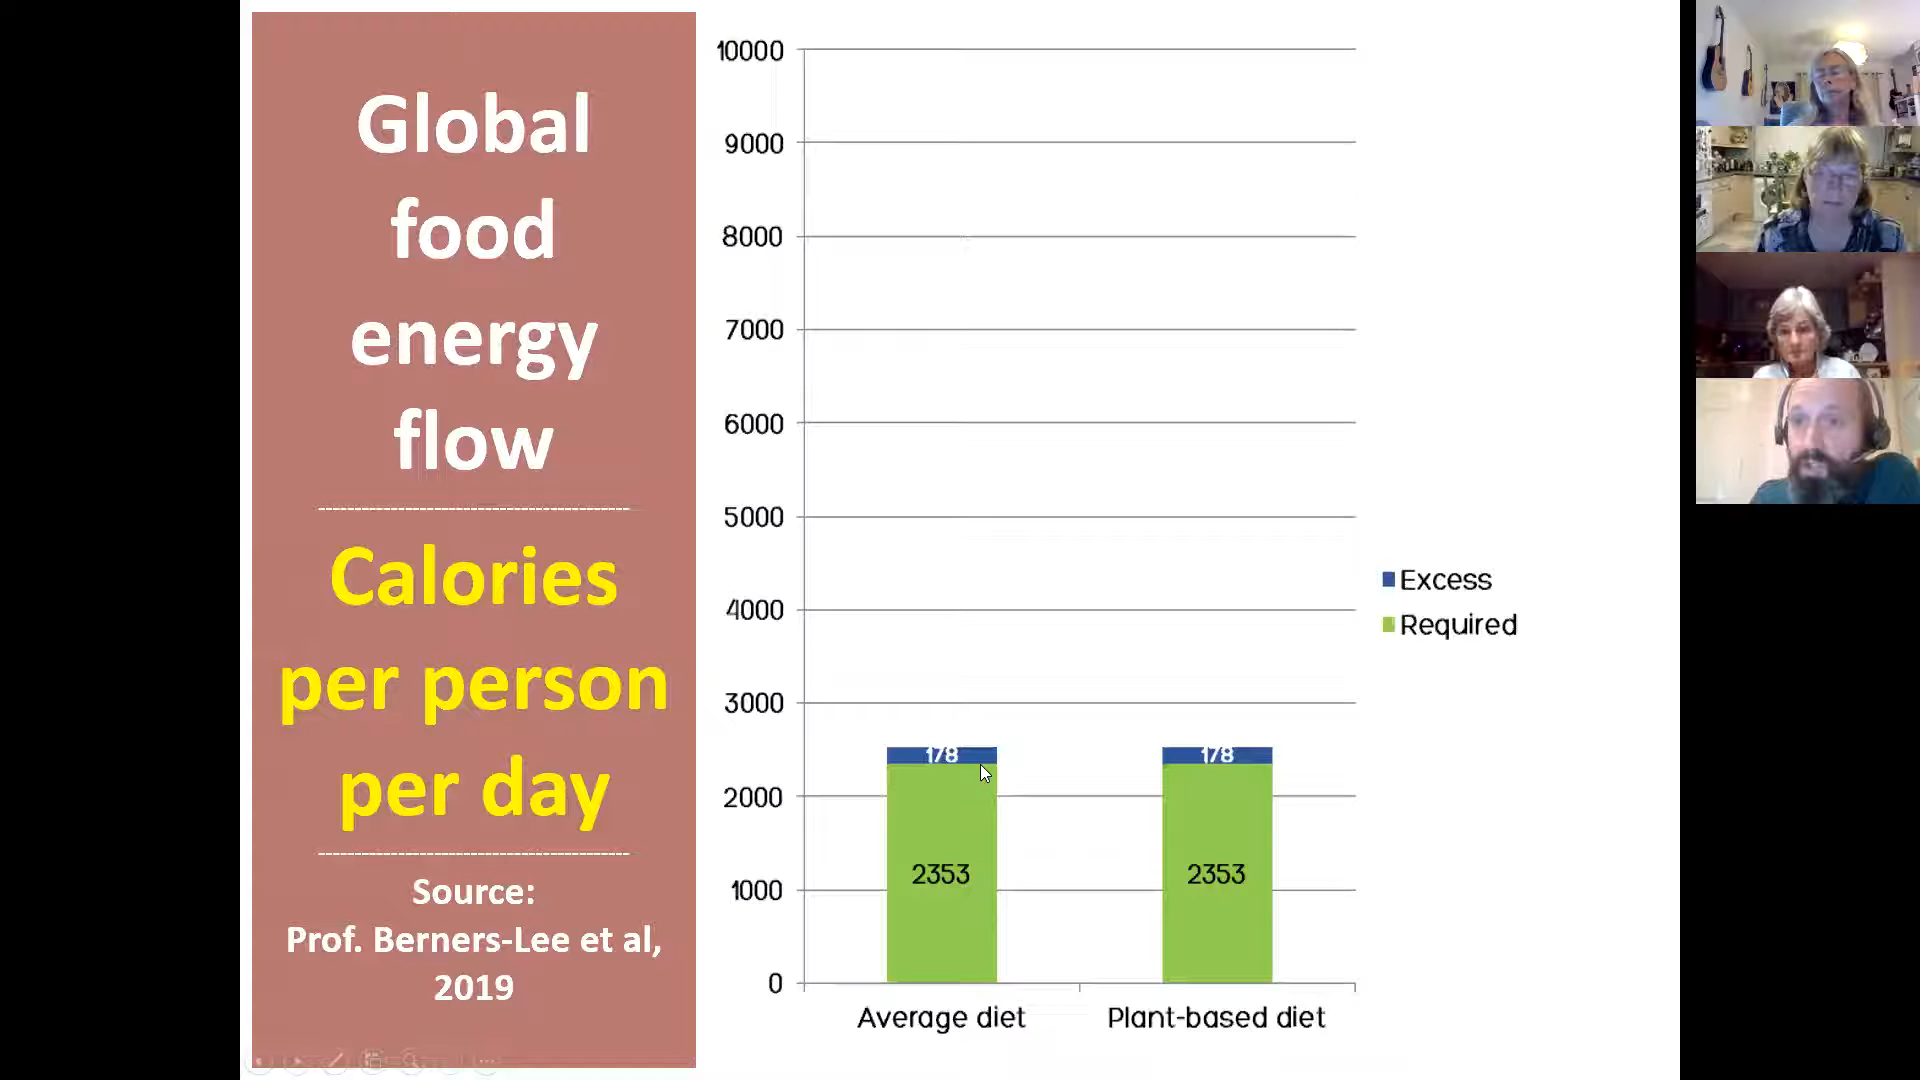 Global
food
energy
flow
Calories
per person
per day
Source:
Prof. Berners-Lee et al,
2019
10000
9000
8000
7000
6000
5000
4000
3000
2000
1000
0
178
178
2353
2353
Average diet
Plant-based diet
Excess
Required